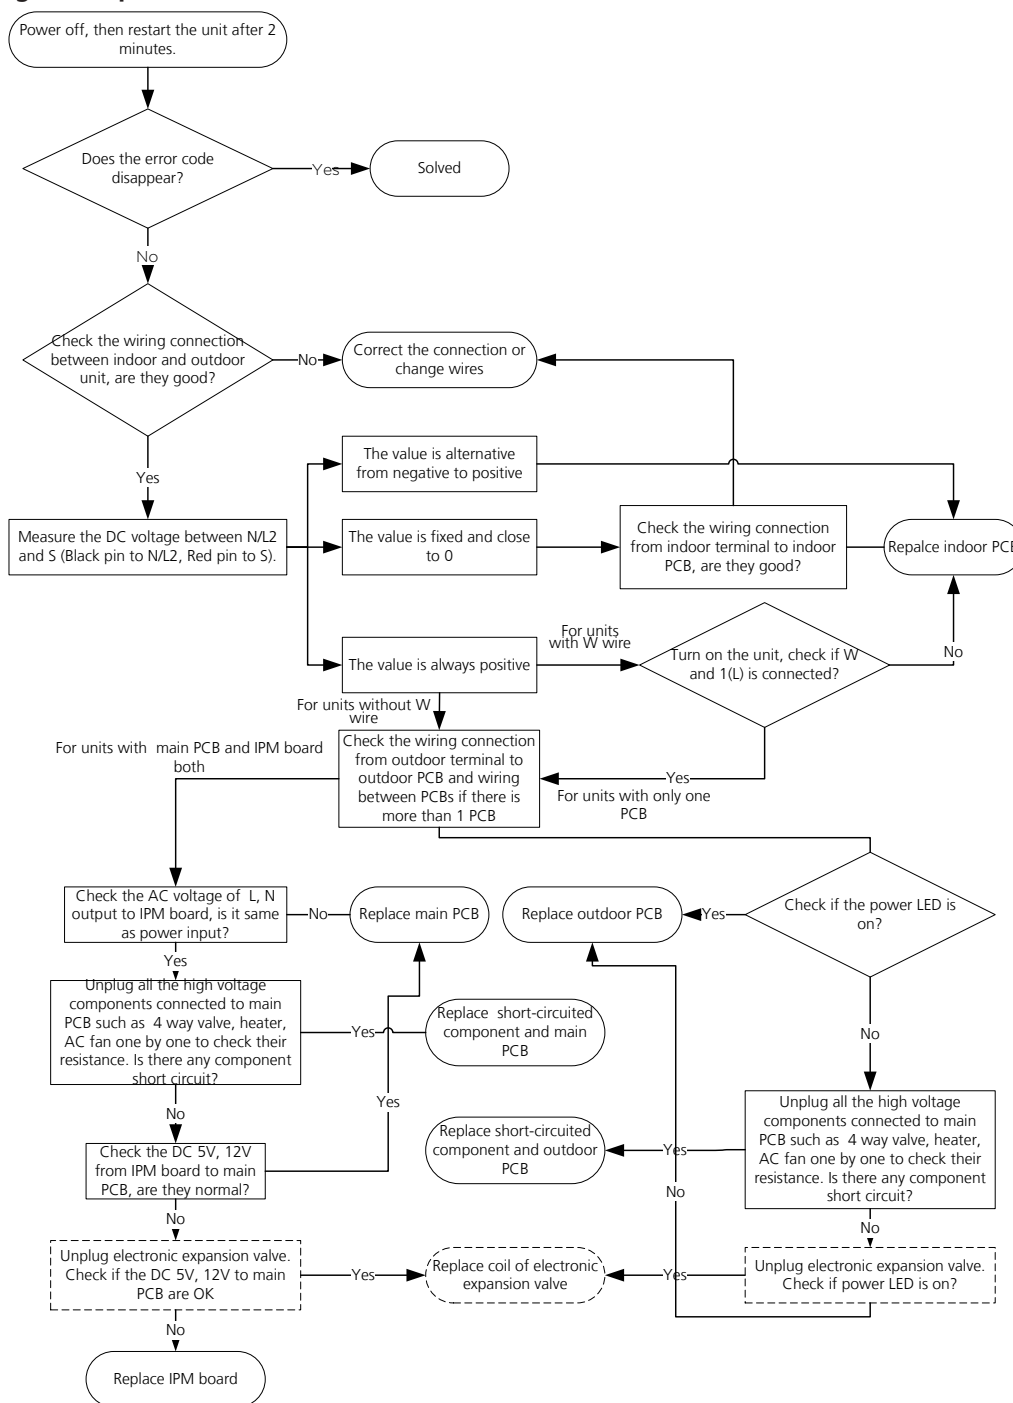 Power off, then restart the unit after 2
minutes.
Does the error code
disappear?
Yes
Solved
No
Check the wiring connection
between indoor and outdoor
unit, are they good?
No
Correct the connection or
change wires
Yes
The value is alternative
from negative to positive
Measure the DC voltage between N/L2
and S (Black pin to N/L2, Red pin to S).
The value is fixed and close
to 0
Check the wiring connection
from indoor terminal to indoor
PCB, are they good?
Repalce indoor PCB
The value is always positive
For units
with W wire
Turn on the unit, check if W
and 1(L) is connected?
No
For units without W
wire
Check the wiring connection
from outdoor terminal to
outdoor PCB and wiring
between PCBs if there is
more than 1 PCB
Yes
For units with main PCB and IPM board
both
For units with only one
PCB
Check the AC voltage of L, N
output to IPM board, is it same
as power input?
No
Replace main PCB
Replace outdoor PCB
Yes
Check if the power LED is
on?
Yes
Unplug all the high voltage
components connected to main
PCB such as 4 way valve, heater,
AC fan one by one to check their
resistance. Is there any component
short circuit?
Yes
Replace short-circuited
component and main
PCB
No
Yes
No
Check the DC 5V, 12V
from IPM board to main
PCB, are they normal?
Replace short-circuited
component and outdoor
PCB
Yes
Unplug all the high voltage
components connected to main
PCB such as 4 way valve, heater,
AC fan one by one to check their
resistance. Is there any component
short circuit?
No
No
No
Unplug electronic expansion valve.
Check if the DC 5V, 12V to main
PCB are OK
Yes
Replace coil of electronic
expansion valve
Yes
Unplug electronic expansion valve.
Check if power LED is on?
No
Replace IPM board